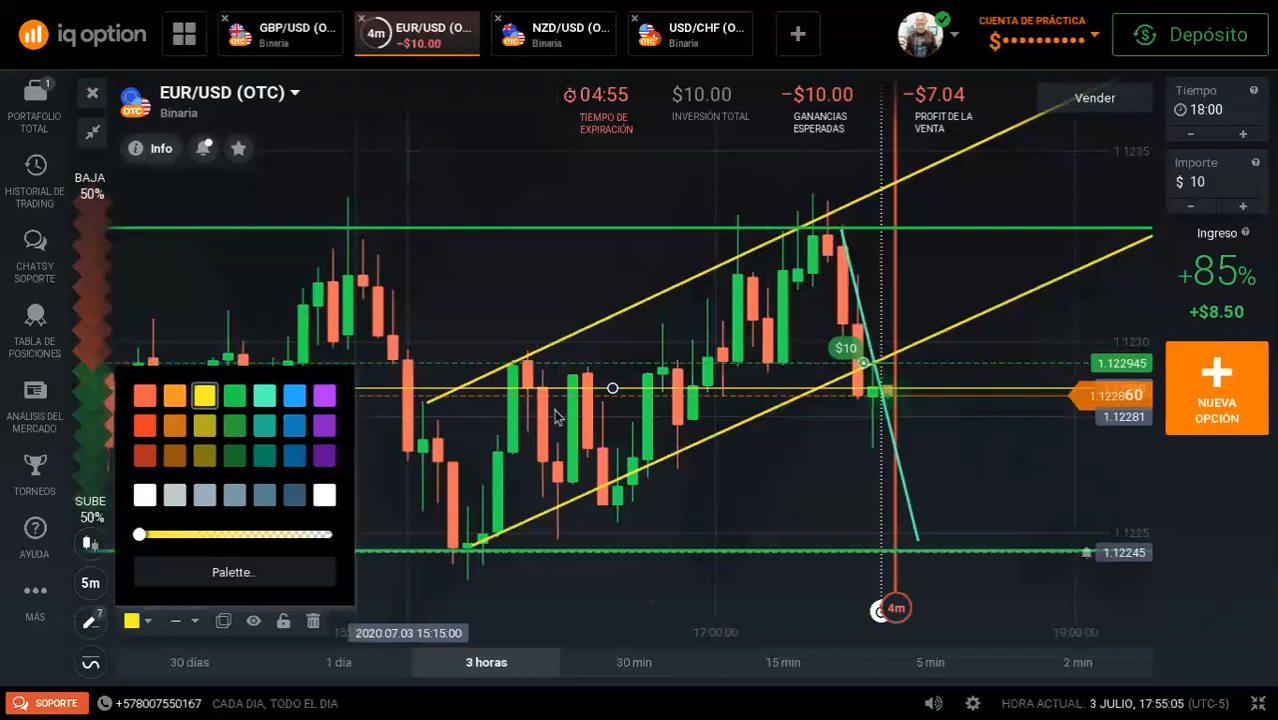 iq option
GBP/USD (O...
Binaria
4m
EUR/USD (O...
−$10.00
NZD/USD (O...
Binaria
USD/CHF (O...
Binaria
CUENTA DE PRÁCTICA
$••••••••••
Depósito
1
PORTAFOLIO
TOTAL
HISTORIAL DE
TRADING
CHATSY
SOPORTE
TABLA DE
POSICIONES
ANÁLISIS DEL
MERCADO
TORNEOS
AYUDA
MÁS
EUR/USD (OTC)
OTC
Binaria
Info
04:55
TIEMPO DE
EXPIRACIÓN
$10.00
INVERSIÓN TOTAL
−$10.00
GANANCIAS
ESPERADAS
−$7.04
PROFIT DE LA
VENTA
Vender
BAJA
50%
SUBE
50%
5m
7
Palette...
$10
1.1235
1.1230
1.122945
1.12281
1.1225
1.12245
4m
2020.07.03 15:15:00
17:00:00
19:00:00
30 días
1 día
3 horas
30 min
15 min
5 min
2 min
Tiempo
18:00
−
+
Importe
$ 10
−
+
Ingreso
+85%
+$8.50
NUEVA
OPCIÓN
SOPORTE
+578007550167
CADA DIA, TODO EL DIA
HORA ACTUAL: 3 JULIO, 17:55:05 (UTC-5)